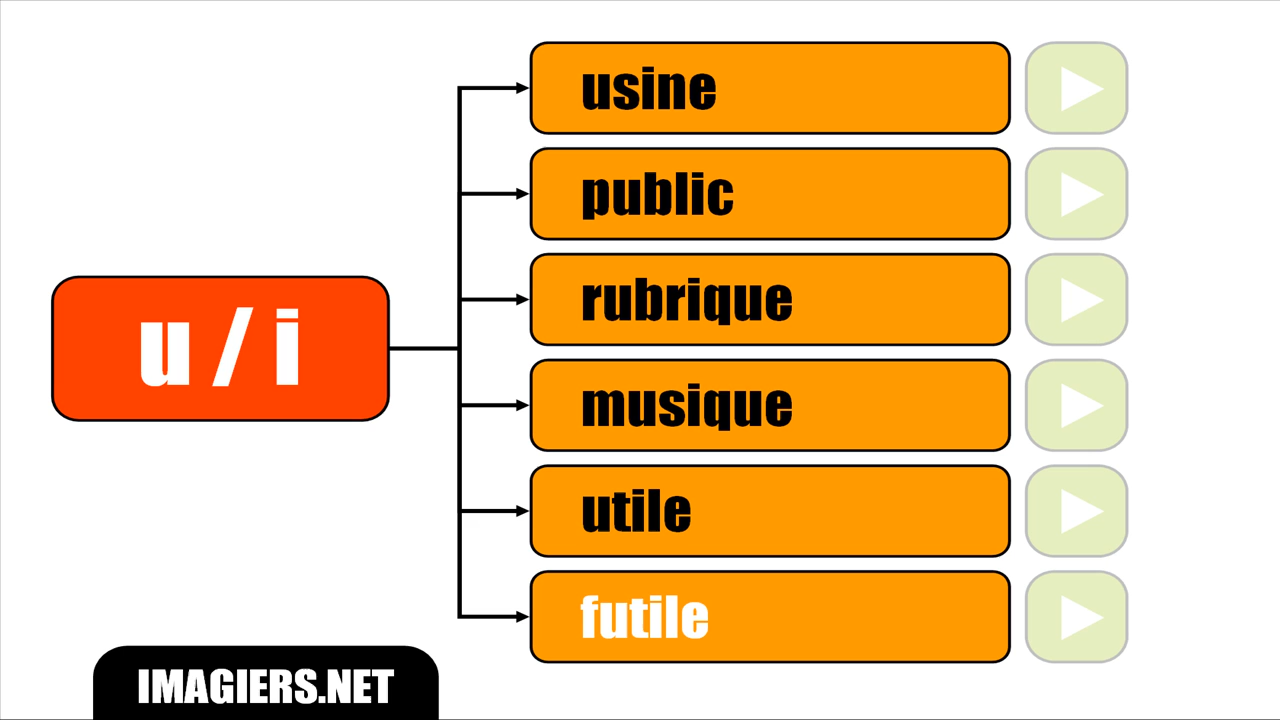 usine
public
rubrique
u / i
musique
utile
futile
IMAGIERS.NET